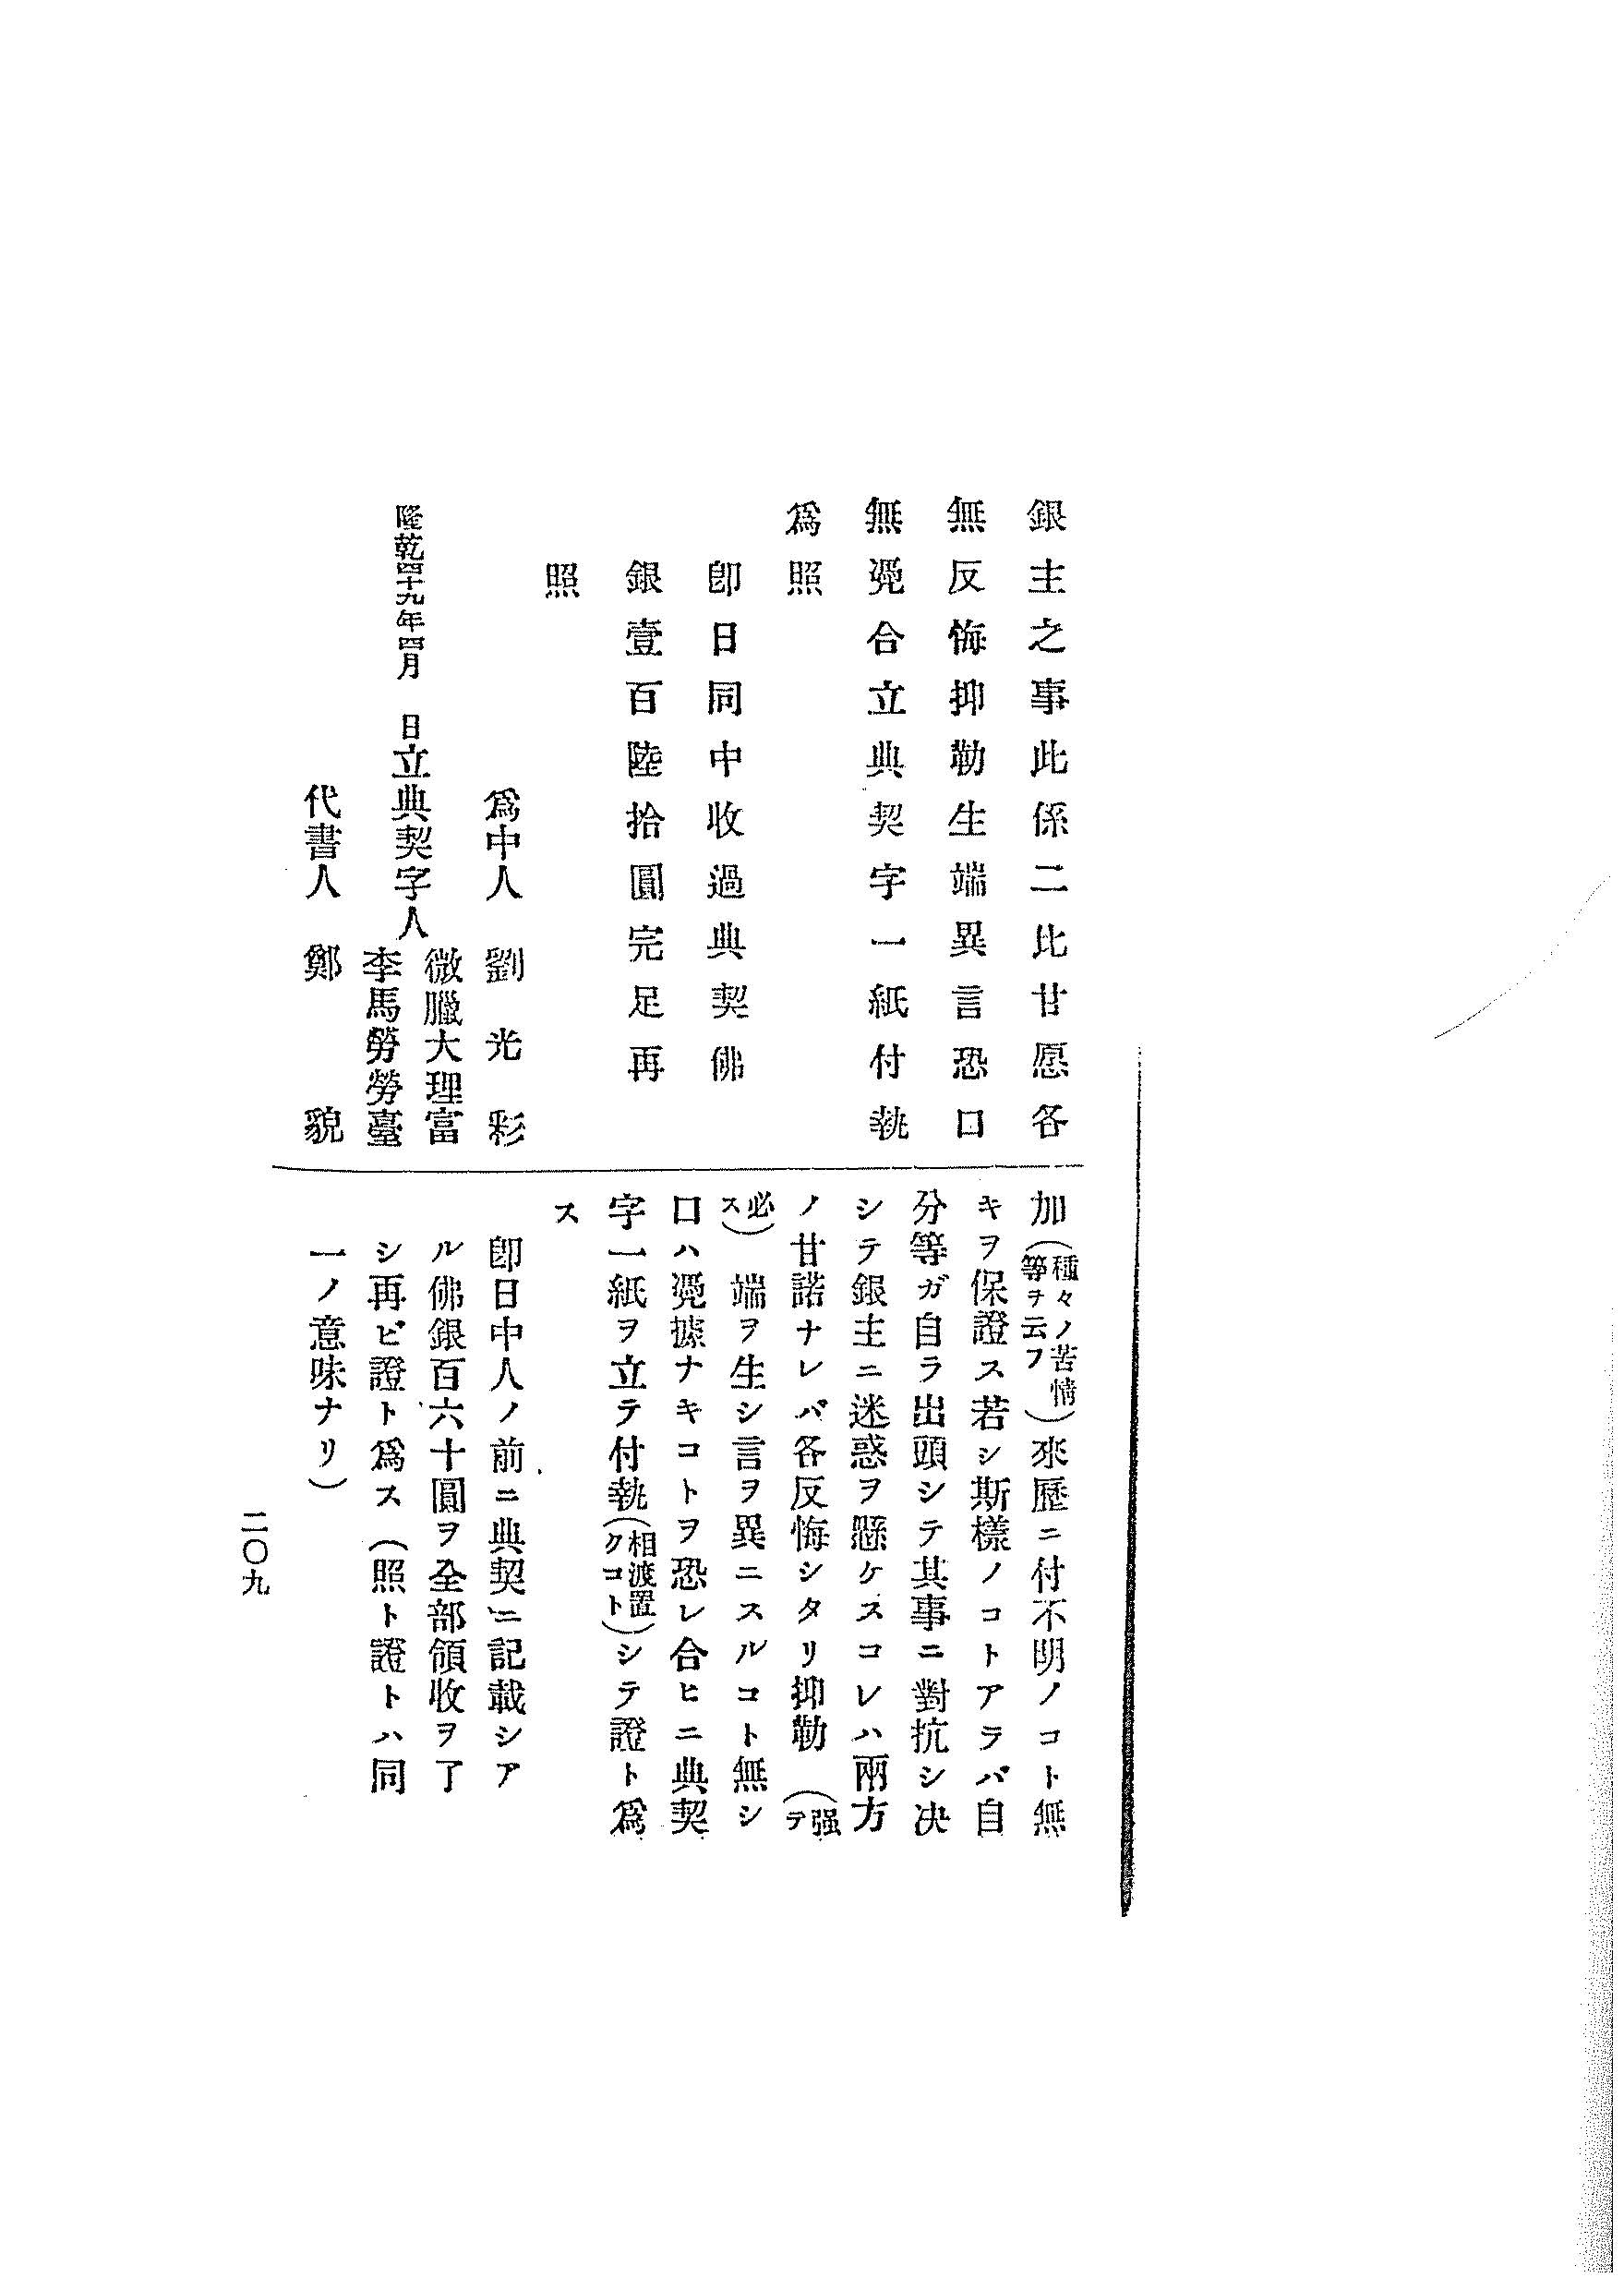 銀主之事此係二比甘愿各
無反悔抑勒生端異言恐口
無凴合立典契字一紙付執
爲照
即日同中收過典契佛
銀壹百陸拾圓完足再
照
爲中人 劉光彩
隆乾四十九年四月 日立典契字人 微臘大理富
李馬勞勞臺
代書人 鄭貌
加(種々ノ苦情等ヲ云フ)來歷ニ付不明ノコト無
キヲ保證ス若シ斯樣ノコトアラバ自
分等ガ自ラ出頭シテ其事ニ對抗シ决
シテ銀主ニ迷惑ヲ懸ケスコレハ兩方
ノ甘諾ナレバ各反悔シタリ抑勒(强テ
必ス)端ヲ生シ言ヲ異ニスルコト無シ
口ハ凴據ナキコトヲ恐レ合ヒニ典契
字一紙ヲ立テ付執(相渡置クコト)シテ證ト爲
ス
即日中人ノ前ニ典契ニ記載シア
ル佛銀百六十圓ヲ全部領收ヲ了
シ再ビ證ト爲ス(照ト證トハ同
一ノ意味ナリ)
二〇九